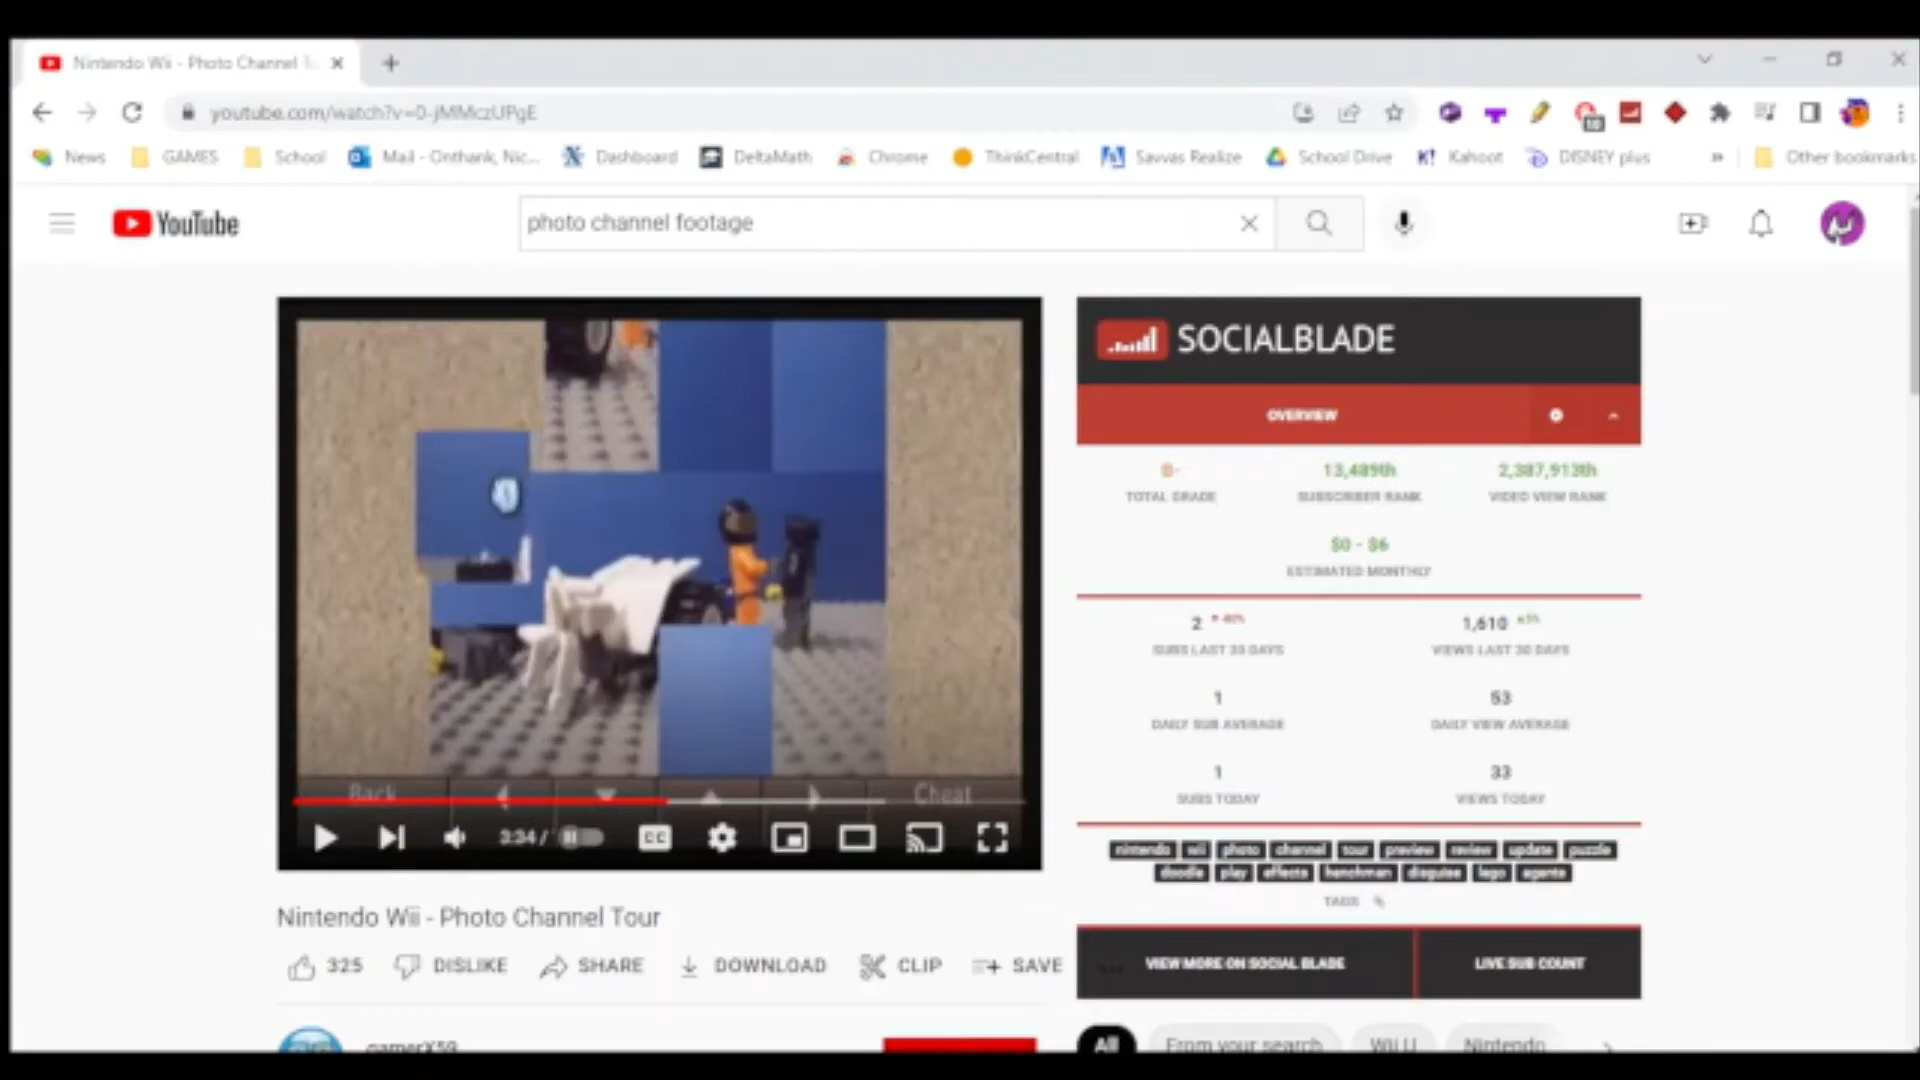 Nintendo Wii - Photo Channel T
youtube.com/watch?v=0-jMMczUPgE
News GAMES School Mail - Onthank, Nic... Dashboard DeltaMath Chrome ThinkCentral Savvas Realize School Drive K! Kahoot DISNEY plus » Other bookmarks
YouTube
photo channel footage
SOCIALBLADE
OVERVIEW
B- 13,489th 2,387,913th
TOTAL GRADE SUBSCRIBER RANK VIDEO VIEW RANK
$0 - $6
ESTIMATED MONTHLY
2 1,610
SUBS LAST 30 DAYS VIEWS LAST 30 DAYS
1 53
DAILY SUB AVERAGE DAILY VIEW AVERAGE
1 33
SUBS TODAY VIEWS TODAY
Back Cheat
3:34 / CC
nintendo wii photo channel tour preview review update puzzle
doodle play effects henchman disguise lego agents
TAGS
Nintendo Wii - Photo Channel Tour
325 DISLIKE SHARE DOWNLOAD CLIP SAVE
VIEW MORE ON SOCIAL BLADE LIVE SUB COUNT
gamerX59
All From your search Wii U Nintendo